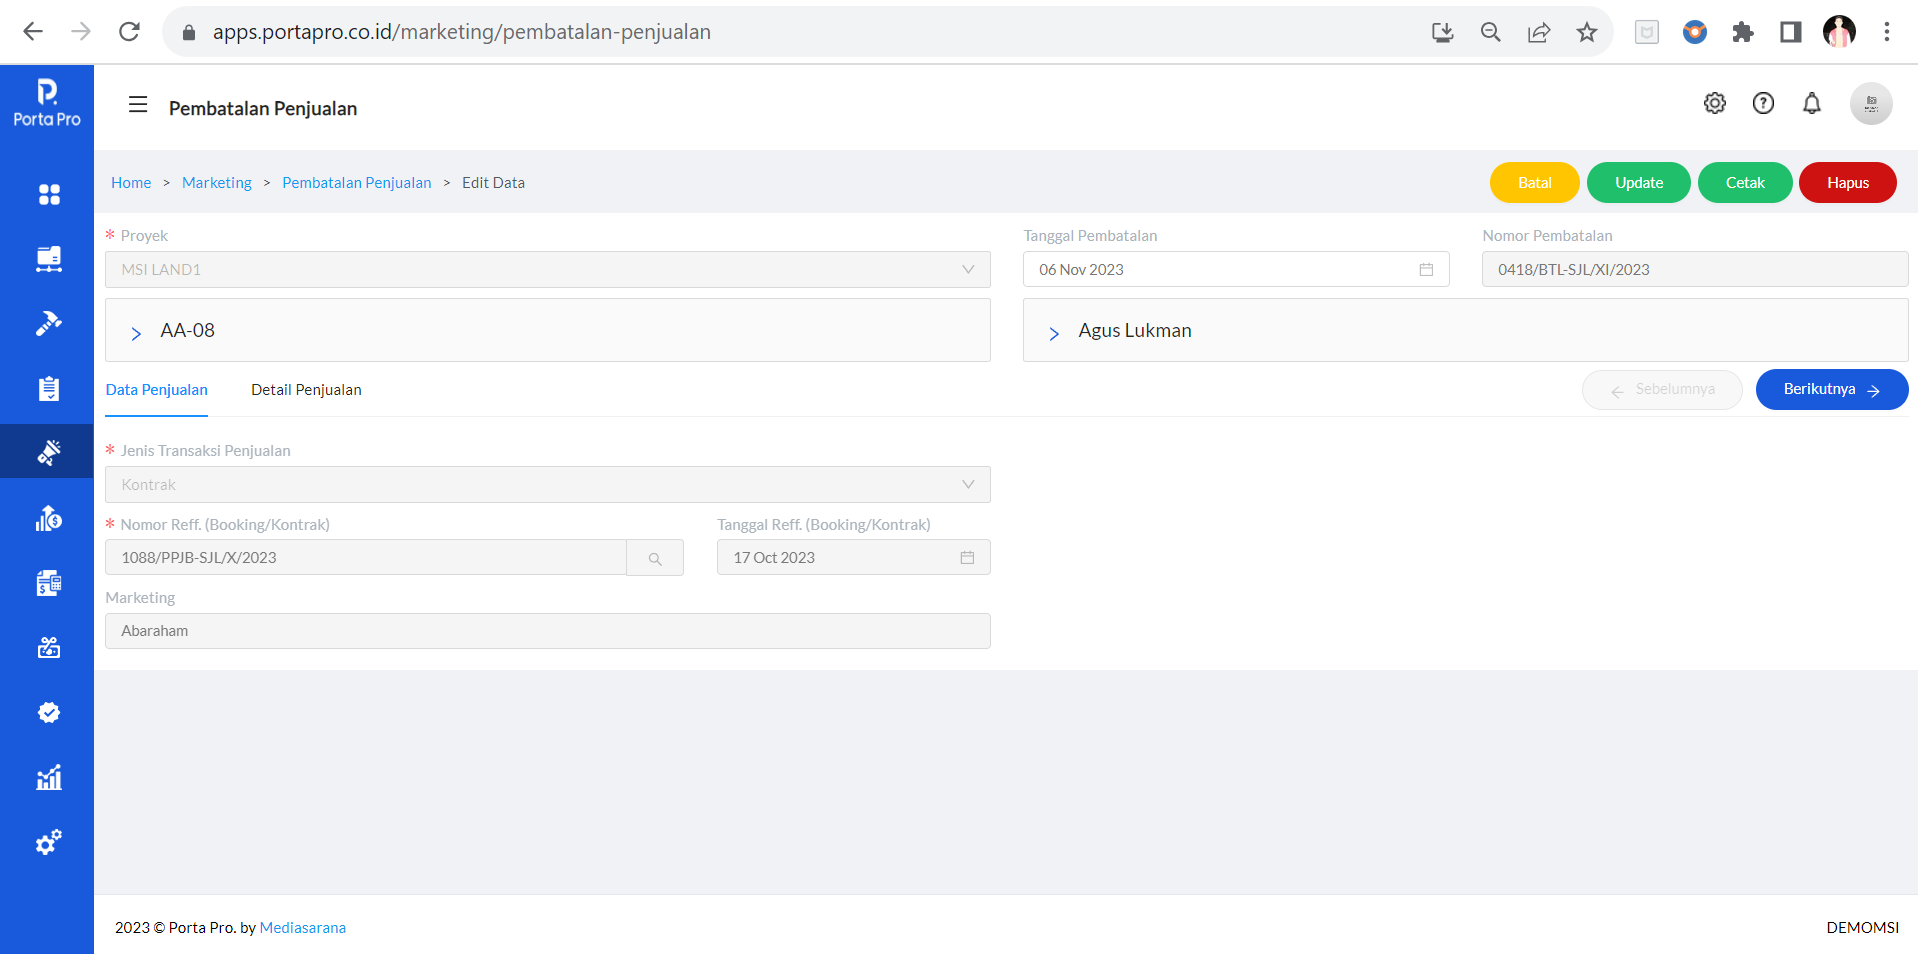 apps.portapro.co.id/marketing/pembatalan-penjualan
Porta Pro
Pembatalan Penjualan
Home > Marketing > Pembatalan Penjualan > Edit Data
Batal
Update
Cetak
Hapus
* Proyek
Tanggal Pembatalan
Nomor Pembatalan
MSI LAND1
06 Nov 2023
0418/BTL-SJL/XI/2023
AA-08
Agus Lukman
Data Penjualan
Detail Penjualan
Sebelumnya
Berikutnya
* Jenis Transaksi Penjualan
Kontrak
* Nomor Reff. (Booking/Kontrak)
Tanggal Reff. (Booking/Kontrak)
1088/PPJB-SJL/X/2023
17 Oct 2023
Marketing
Abaraham
2023 © Porta Pro. by Mediasarana
DEMOMSI